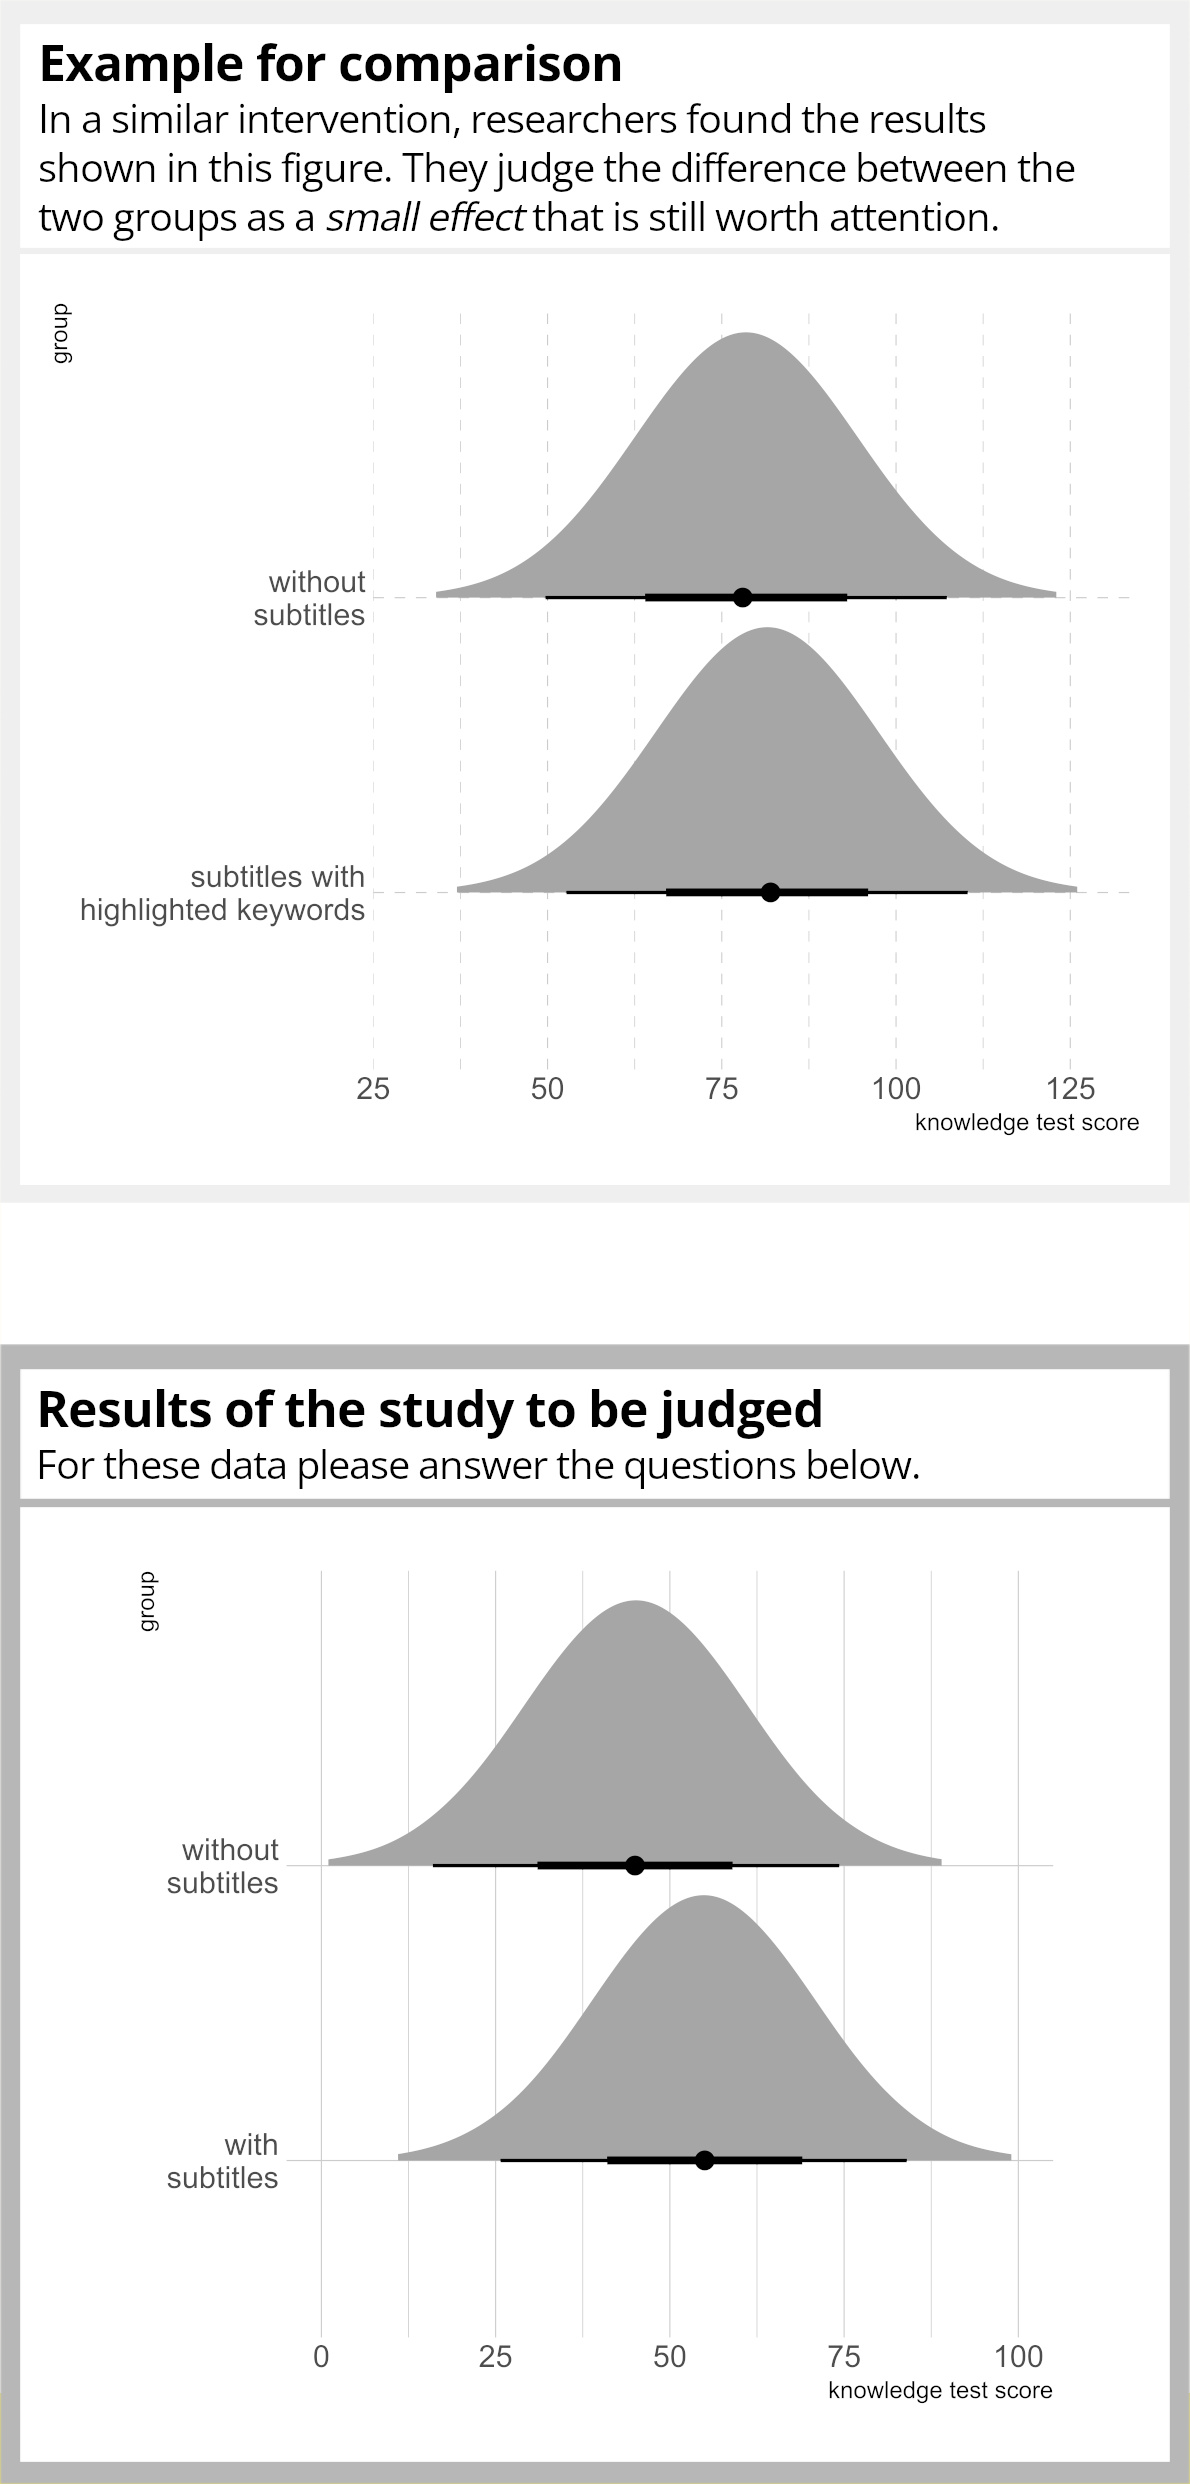 Example for comparison
In a similar intervention, researchers found the results
shown in this figure. They judge the difference between the
two groups as a small effect that is still worth attention.
group
without
subtitles
subtitles with
highlighted keywords
25 50 75 100 125
knowledge test score
Results of the study to be judged
For these data please answer the questions below.
group
without
subtitles
with
subtitles
0 25 50 75 100
knowledge test score